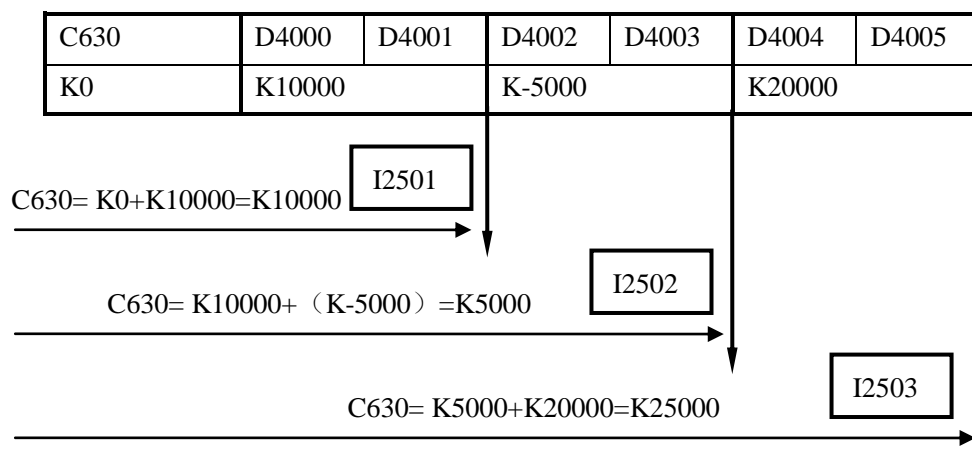 C630 D4000 D4001 D4002 D4003 D4004 D4005
K0 K10000 K-5000 K20000
I2501
C630= K0+K10000=K10000
I2502
C630= K10000+（K-5000）=K5000
I2503
C630= K5000+K20000=K25000